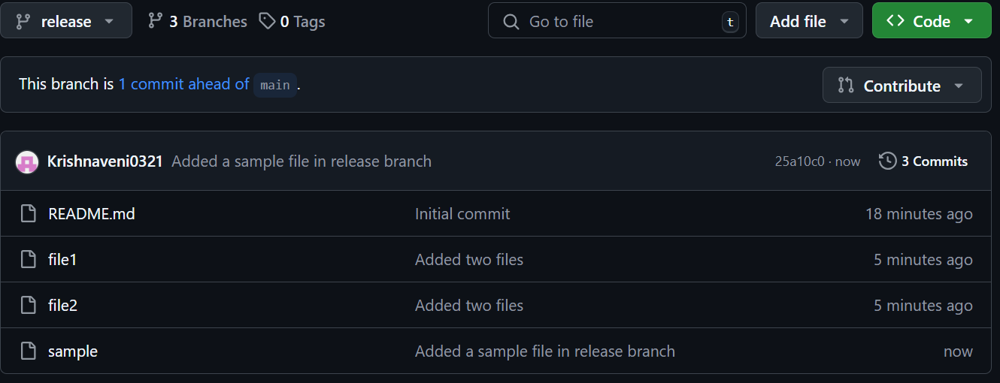 release 3 Branches 0 Tags Go to file t Add file Code
This branch is 1 commit ahead of main .
Contribute
Krishnaveni0321 Added a sample file in release branch 25a10c0 · now 3 Commits
README.md Initial commit 18 minutes ago
file1 Added two files 5 minutes ago
file2 Added two files 5 minutes ago
sample Added a sample file in release branch now